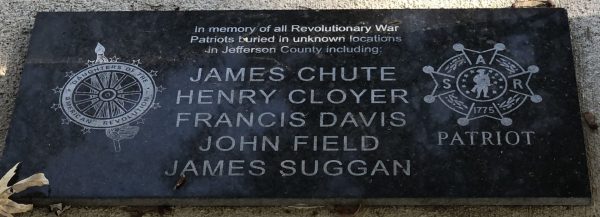 In memory of all Revolutionary War
Patriots buried in unknown locations
in Jefferson County including:
JAMES CHUTE
HENRY CLOYER
FRANCIS DAVIS
JOHN FIELD
JAMES SUGGAN
DAUGHTERS OF THE
AMERICAN REVOLUTION
S A R
1775
PATRIOT